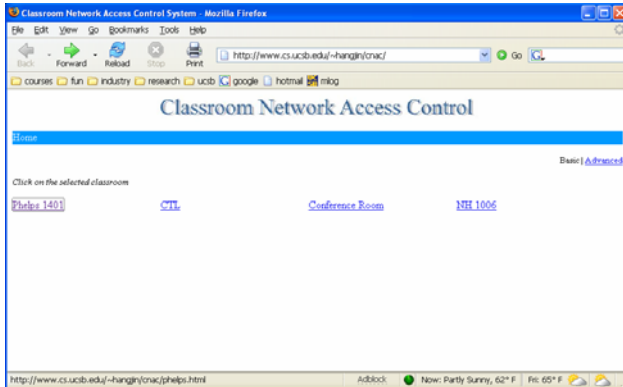 Classroom Network Access Control System - Mozilla Firefox
File Edit View Go Bookmarks Tools Help
Back Forward Reload Stop Print http://www.cs.ucsb.edu/~hangjin/cnac/ Go G
courses fun industry research ucsb google hotmail mlog
Classroom Network Access Control
Home
Basic | Advanced
Click on the selected classroom
Phelps 1401 CTL Conference Room NH 1006
http://www.cs.ucsb.edu/~hangjin/cnac/phelps.html Adblock Now: Partly Sunny, 62° F Fri: 65° F